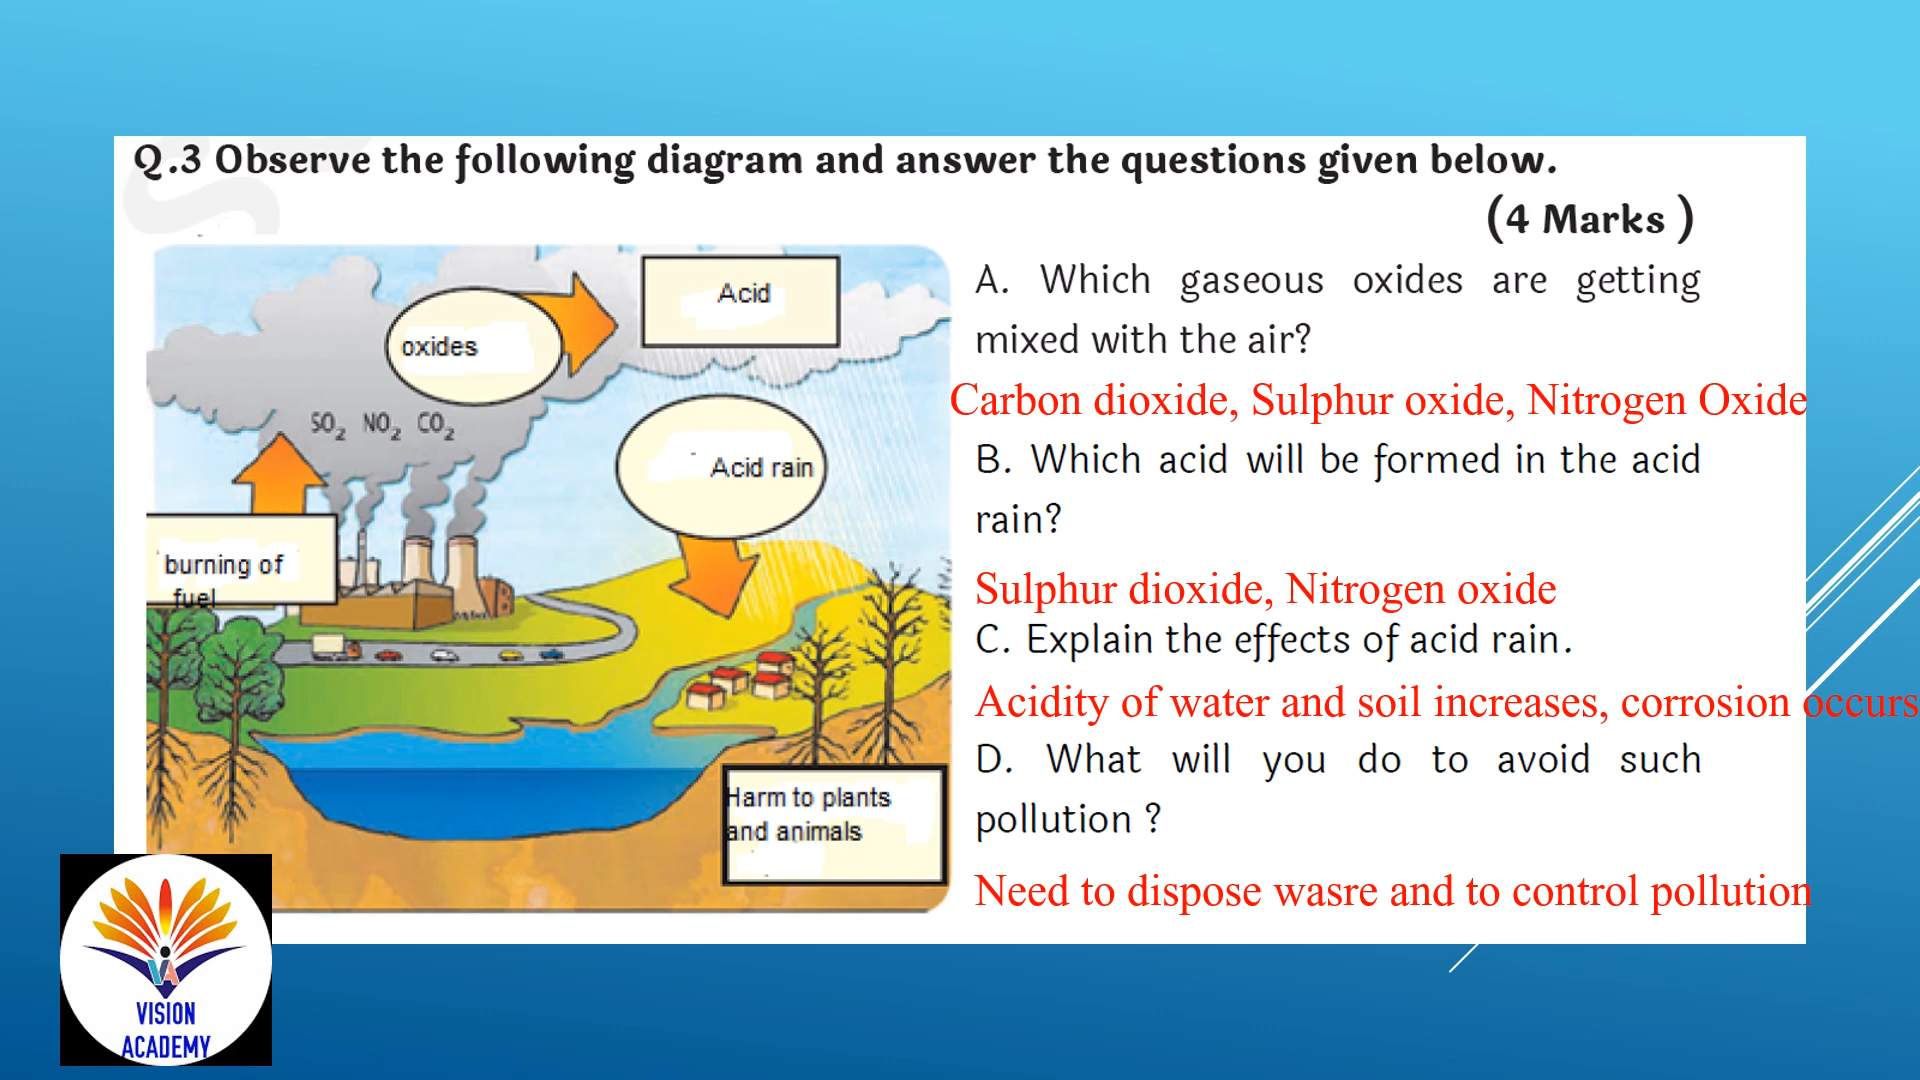 Q.3 Observe the following diagram and answer the questions given below.
(4 Marks )
Acid
oxides
SO2 NO2 CO2
Acid rain
burning of
fuel
Harm to plants
and animals
A. Which gaseous oxides are getting
mixed with the air?
Carbon dioxide, Sulphur oxide, Nitrogen Oxide
B. Which acid will be formed in the acid
rain?
Sulphur dioxide, Nitrogen oxide
C. Explain the effects of acid rain.
Acidity of water and soil increases, corrosion occurs
D. What will you do to avoid such
pollution ?
Need to dispose wasre and to control pollution
VA
VISION
ACADEMY